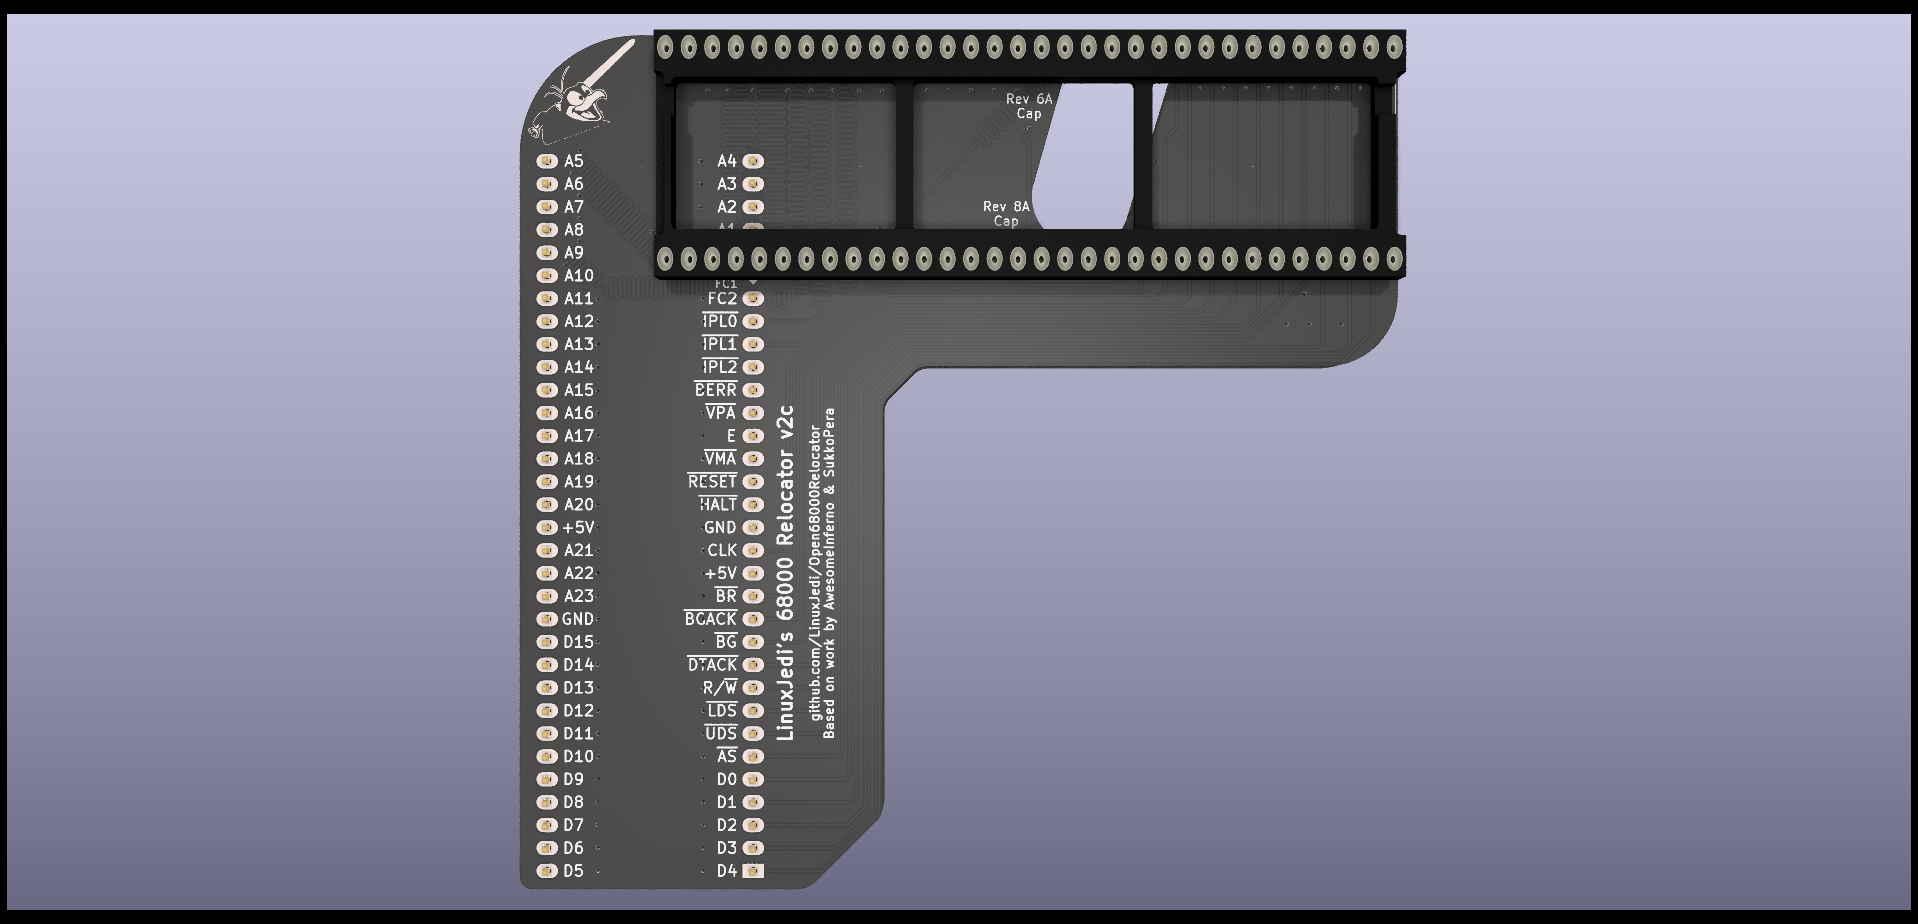 Rev 6A
Cap
Rev 8A
Cap
A5
A6
A7
A8
A9
A10
A11
A12
A13
A14
A15
A16
A17
A18
A19
A20
+5V
A21
A22
A23
GND
D15
D14
D13
D12
D11
D10
D9
D8
D7
D6
D5
A4
A3
A2
A1
FC1
FC2
IPL0
IPL1
IPL2
BERR
VPA
E
VMA
RESET
HALT
GND
CLK
+5V
BR
BGACK
BG
DTACK
R/W
LDS
UDS
AS
D0
D1
D2
D3
D4
LinuxJedi's 68000 Relocator v2c
github.com/LinuxJedi/Open68000Relocator
Based on work by AwesomeInferno & SukkoPera